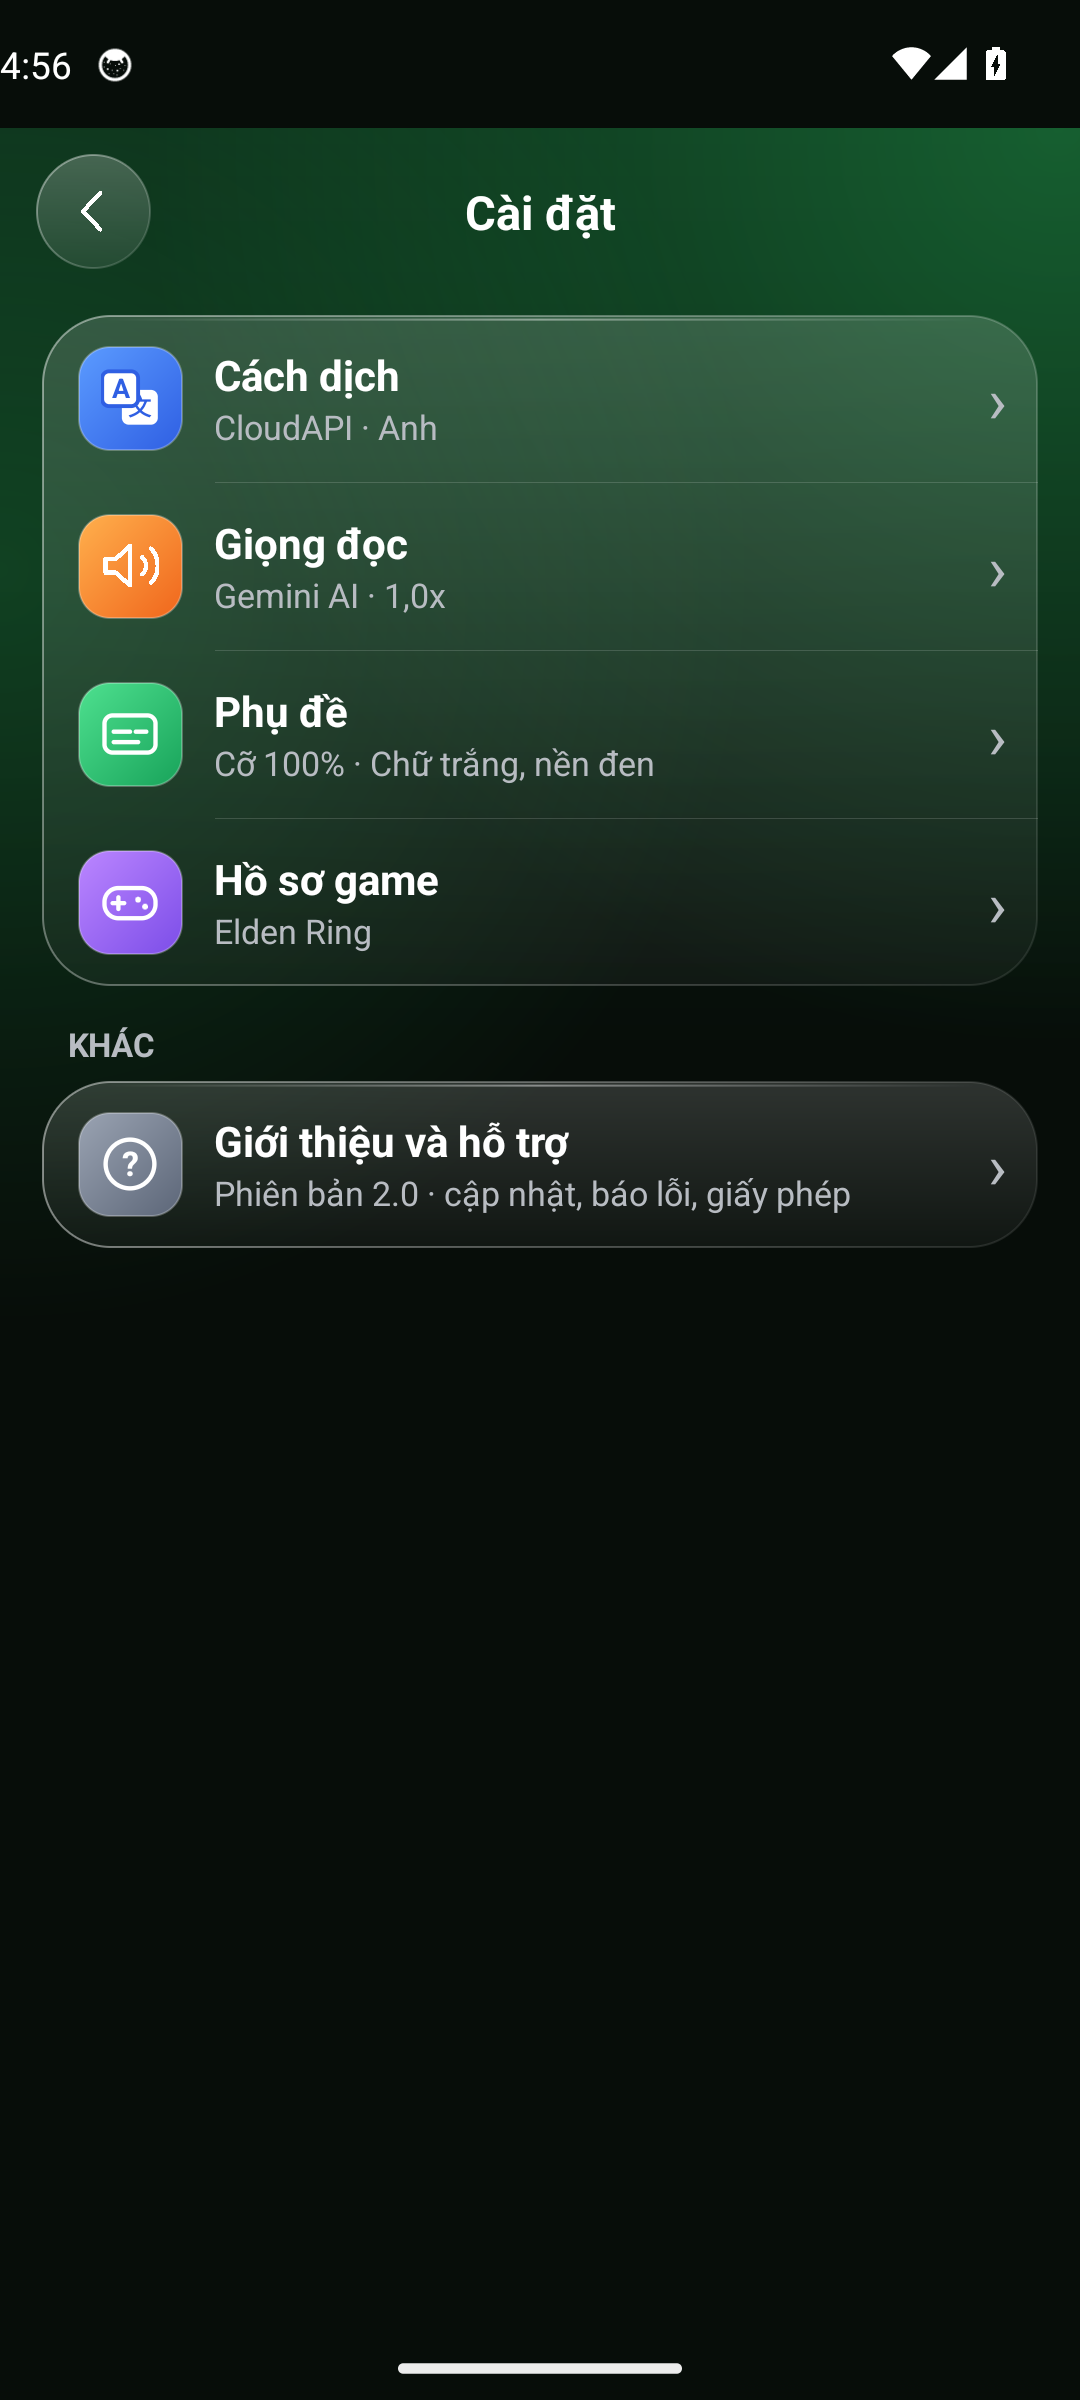 4:56
Cài đặt
A
文
Cách dịch
CloudAPI · Anh
Giọng đọc
Gemini AI · 1,0x
Phụ đề
Cỡ 100% · Chữ trắng, nền đen
Hồ sơ game
Elden Ring
KHÁC
?
Giới thiệu và hỗ trợ
Phiên bản 2.0 · cập nhật, báo lỗi, giấy phép